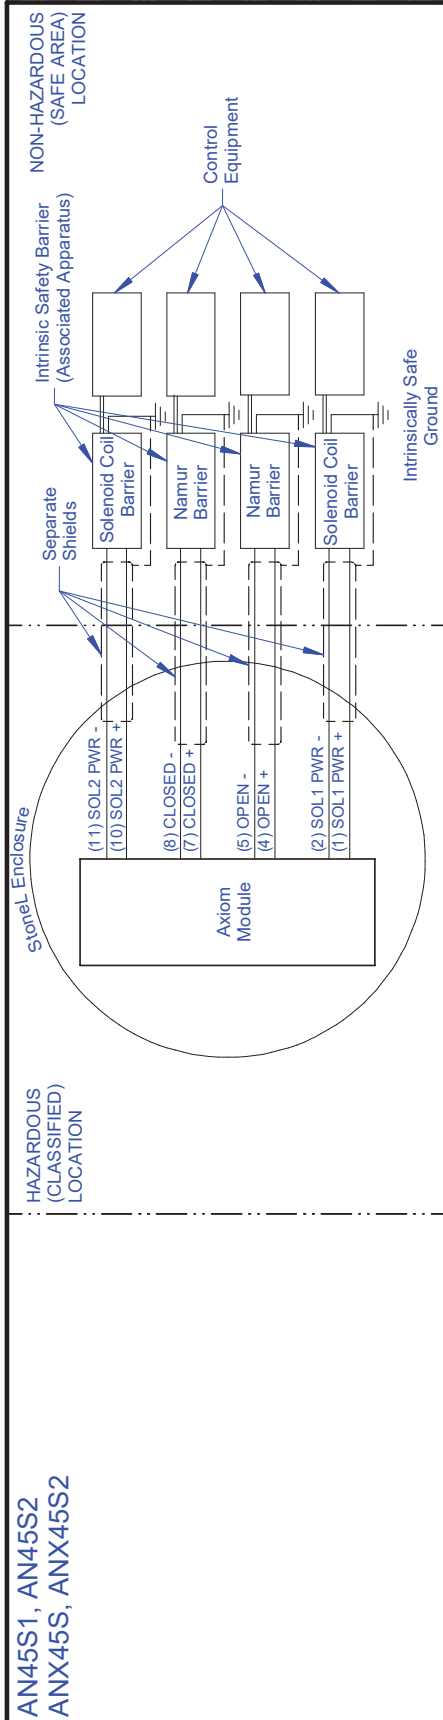 AN45S1, AN45S2
ANX45S, ANX45S2
HAZARDOUS
(CLASSIFIED)
LOCATION
NON-HAZARDOUS
(SAFE AREA)
LOCATION
StoneL Enclosure
Separate
Shields
Intrinsic Safety Barrier
(Associated Apparatus)
Control
Equipment
Axiom
Module
(11) SOL2 PWR -
(10) SOL2 PWR +
(8) CLOSED -
(7) CLOSED +
(5) OPEN -
(4) OPEN +
(2) SOL1 PWR -
(1) SOL1 PWR +
Solenoid Coil
Barrier
Namur
Barrier
Namur
Barrier
Solenoid Coil
Barrier
Intrinsically Safe
Ground